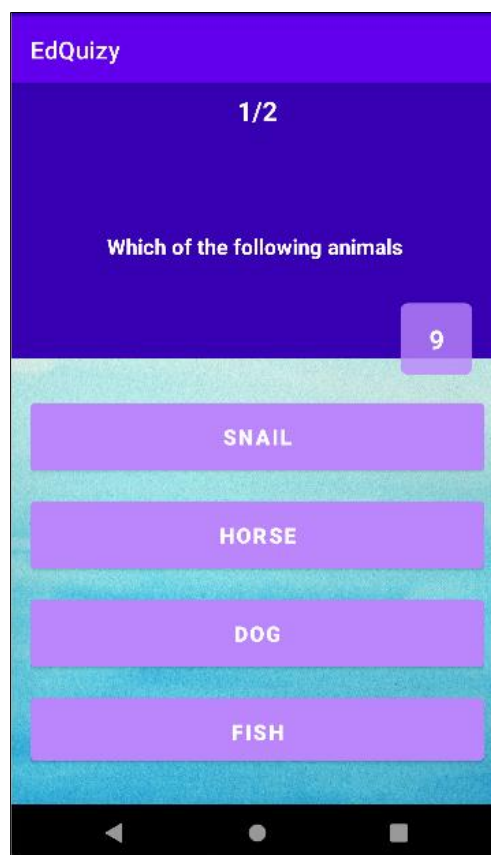 EdQuizy
1/2
Which of the following animals
9
SNAIL
HORSE
DOG
FISH